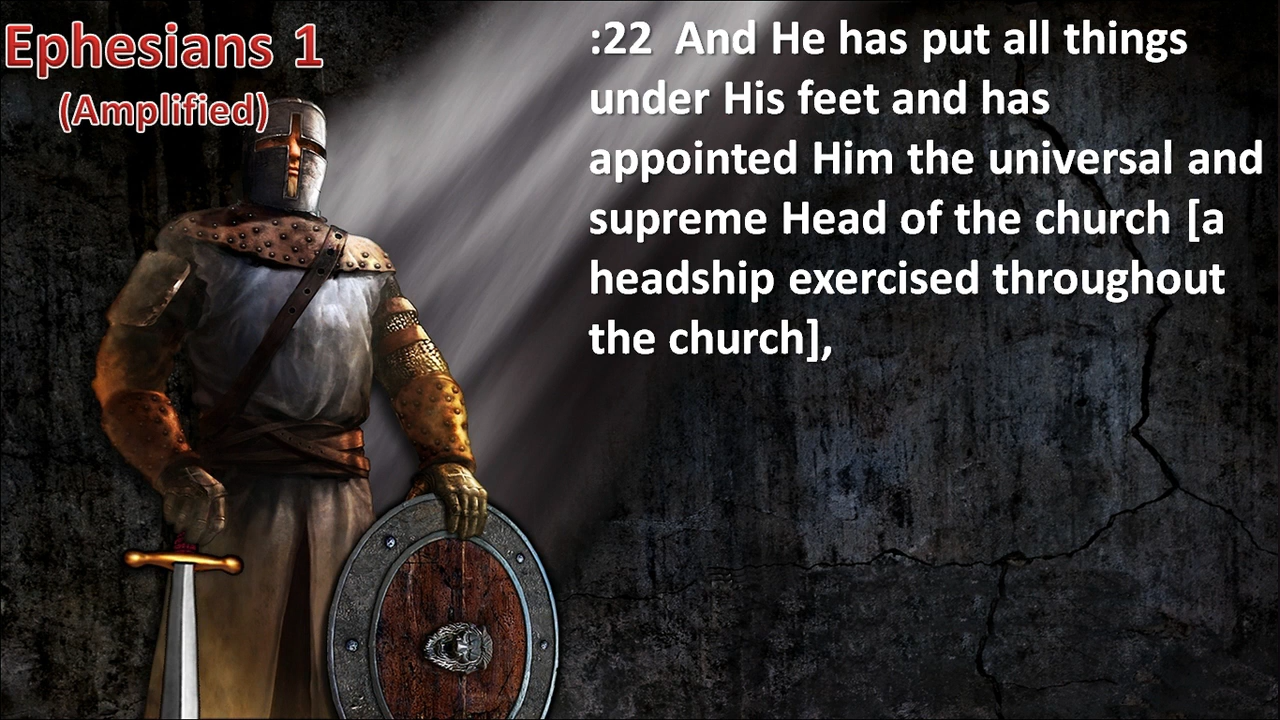 Ephesians 1
(Amplified)
:22  And He has put all things
under His feet and has
appointed Him the universal and
supreme Head of the church [a
headship exercised throughout
the church],